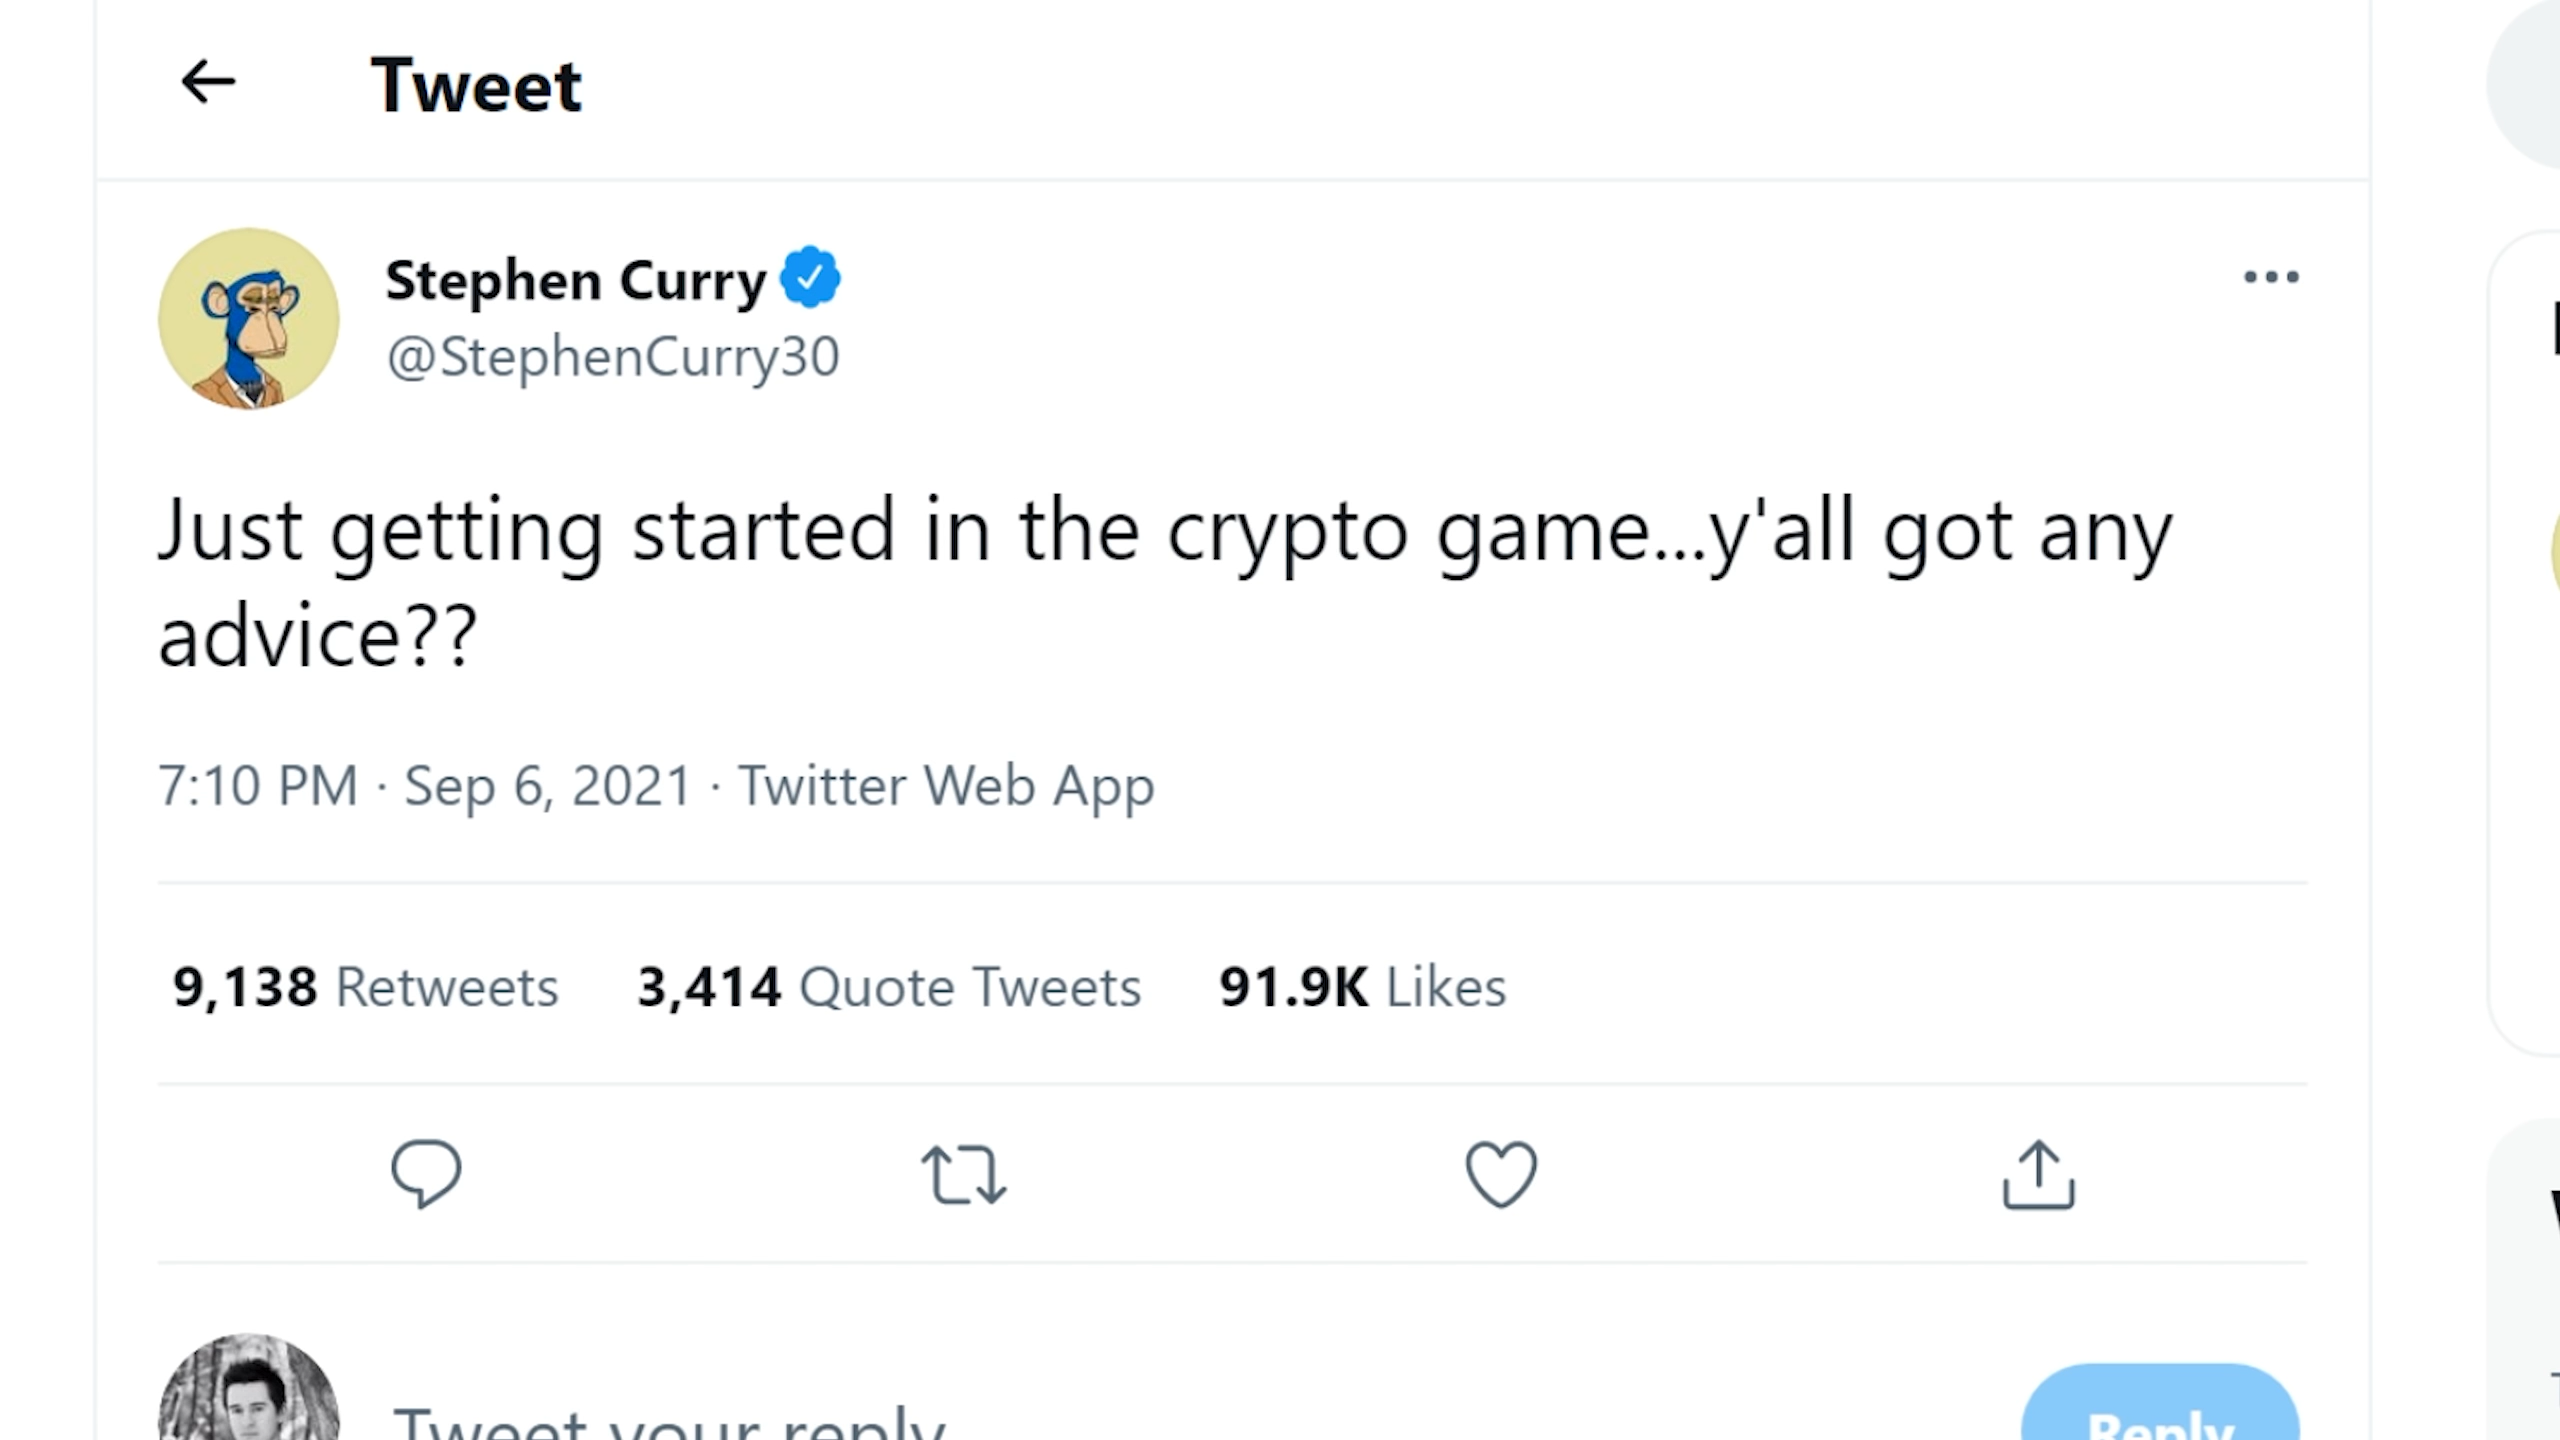 Tweet
Stephen Curry
@StephenCurry30
Just getting started in the crypto game...y'all got any
advice??
7:10 PM · Sep 6, 2021 · Twitter Web App
9,138 Retweets 3,414 Quote Tweets 91.9K Likes
Tweet your reply
Reply